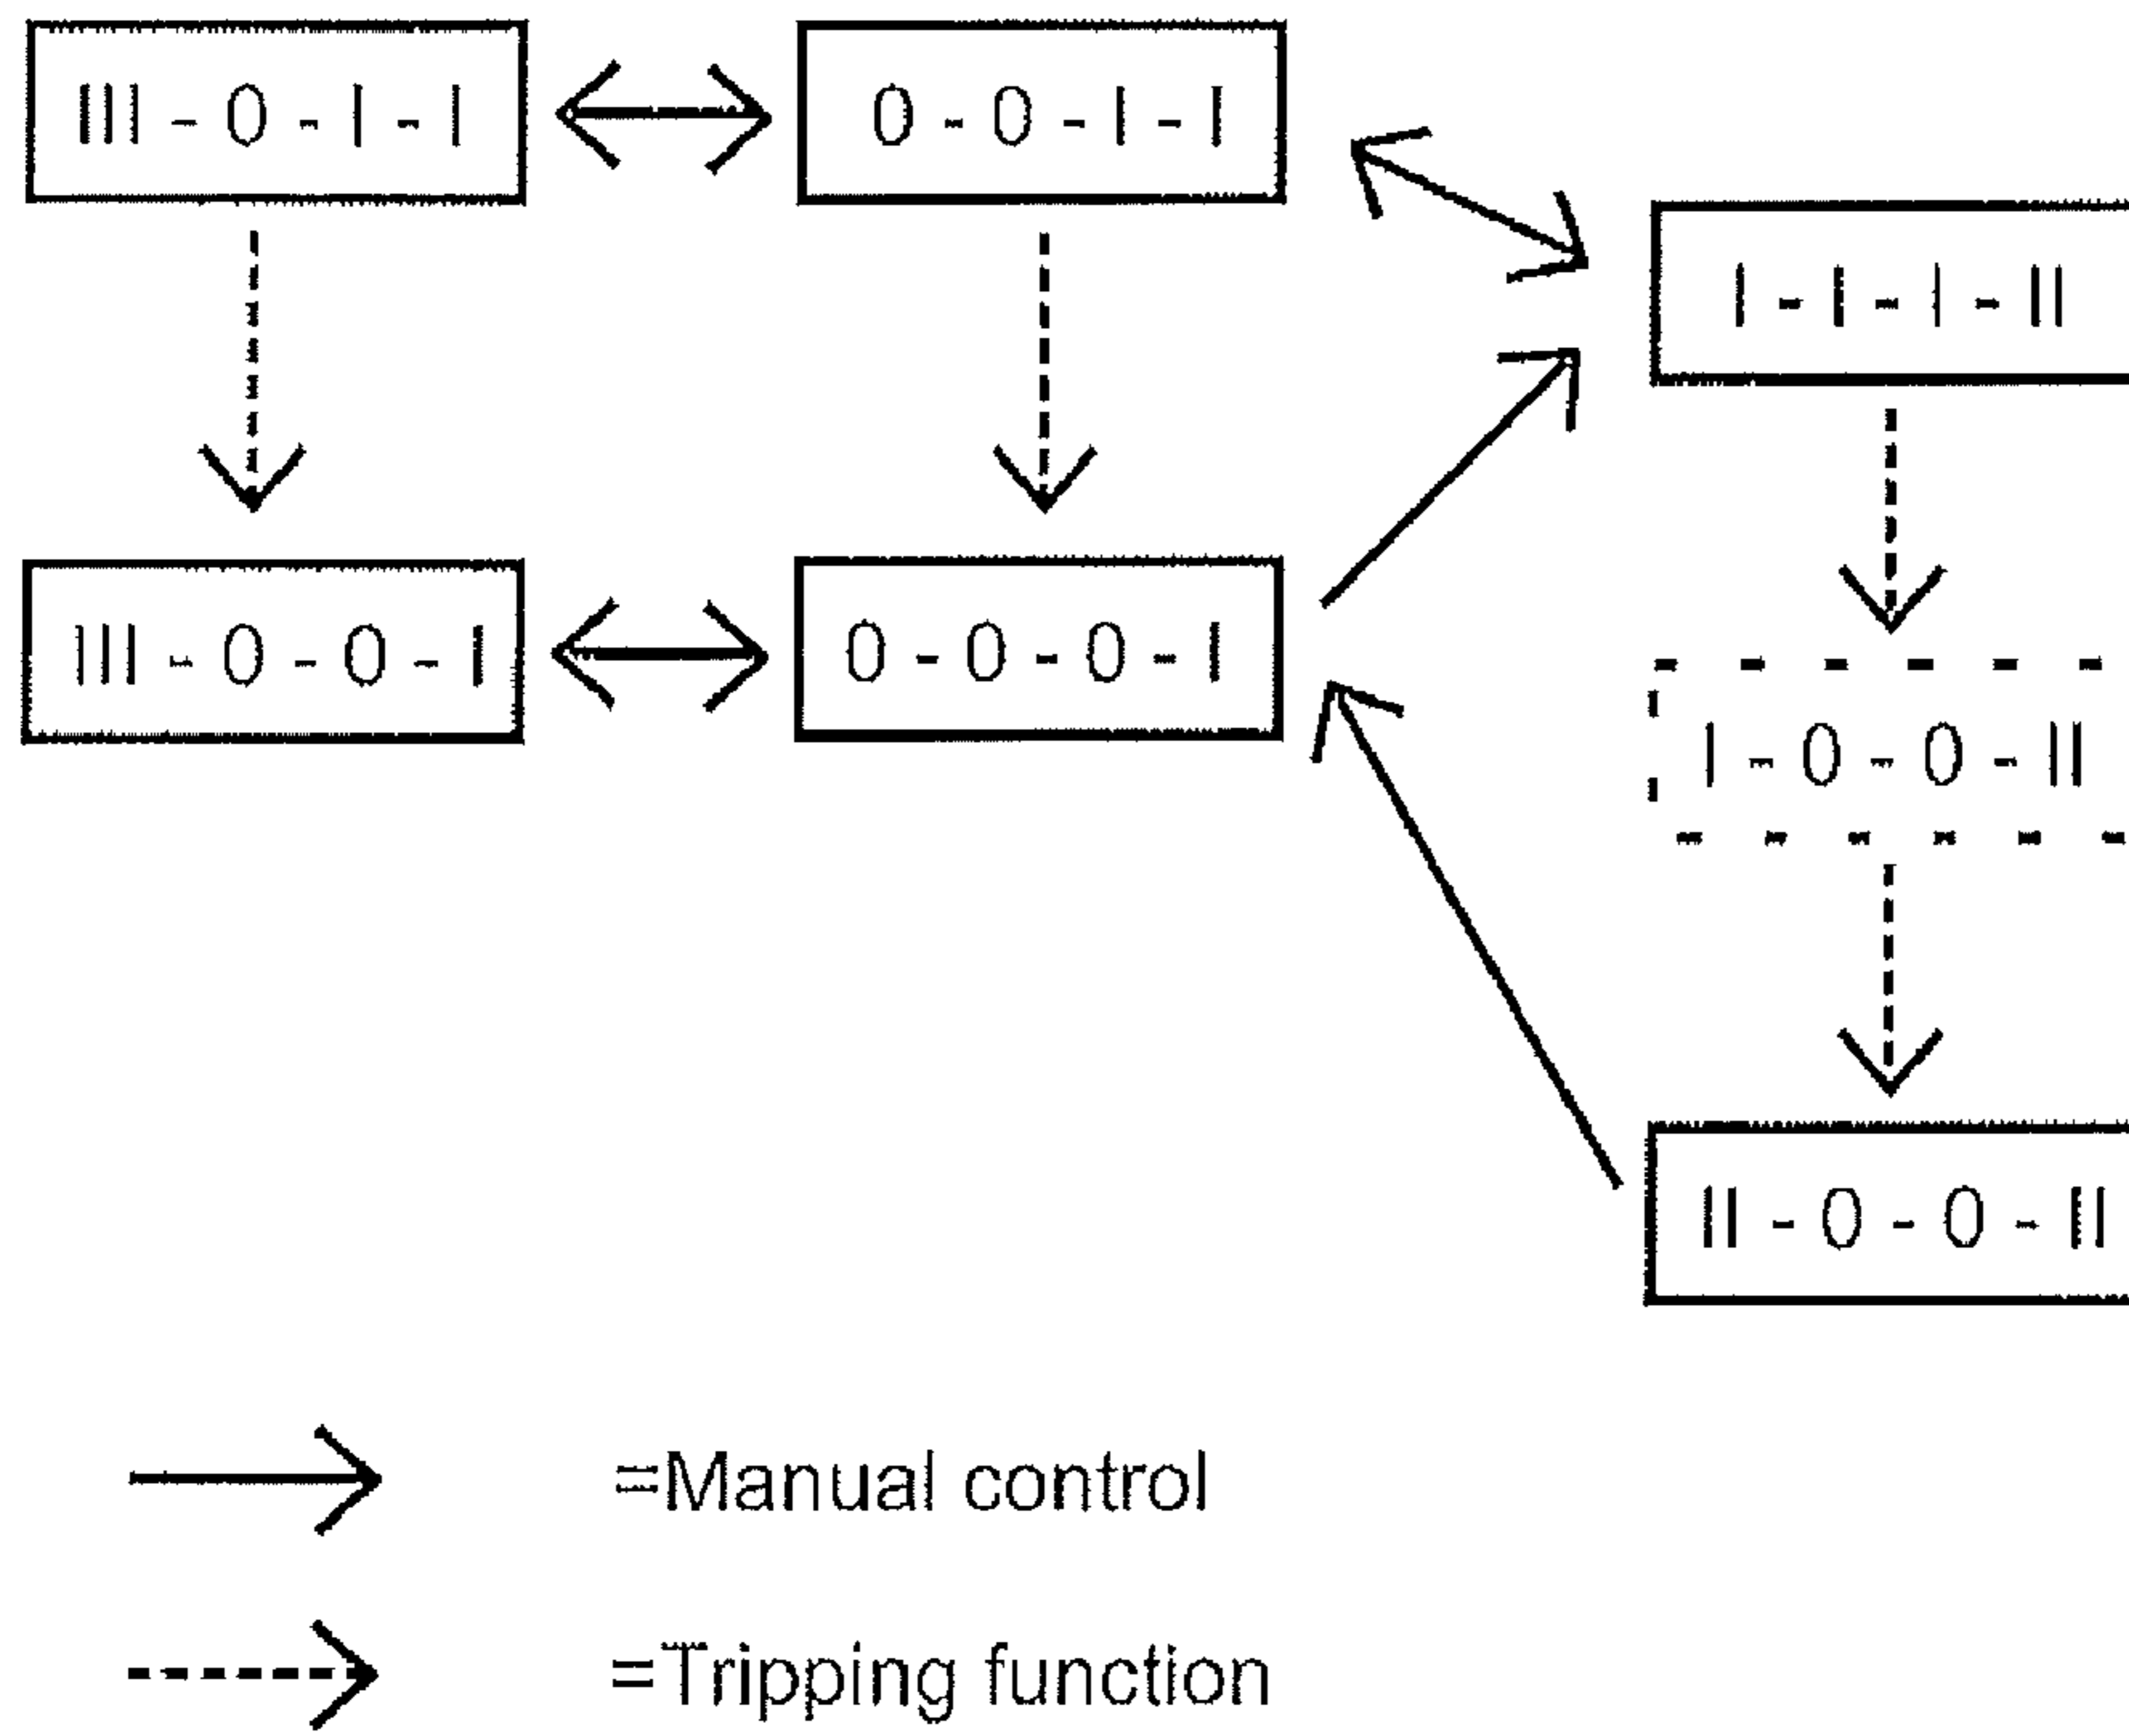 III - 0 - I - I
0 - 0 - I - I
I - I - I - II
III - 0 - 0 - I
0 - 0 - 0 - I
I - 0 - 0 - II
II - 0 - 0 - II
=Manual control
=Tripping function